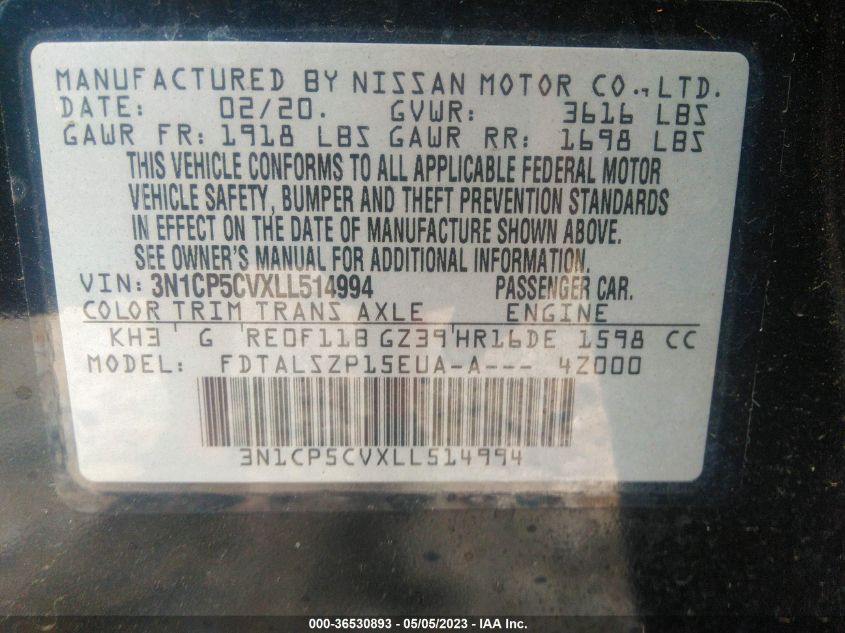 MANUFACTURED BY NISSAN MOTOR CO., LTD.
DATE: 02/20. GVWR: 3616 LBS
GAWR FR: 1918 LBS GAWR RR: 1698 LBS
THIS VEHICLE CONFORMS TO ALL APPLICABLE FEDERAL MOTOR
VEHICLE SAFETY, BUMPER AND THEFT PREVENTION STANDARDS
IN EFFECT ON THE DATE OF MANUFACTURE SHOWN ABOVE.
SEE OWNER'S MANUAL FOR ADDITIONAL INFORMATION.
VIN: 3N1CP5CVXLL514994 PASSENGER CAR.
COLOR TRIM TRANS AXLE ENGINE
KH3 G RE0F11B GZ39 HR16DE 1598 CC
MODEL: FDTALSZP15EUA-A--- 4Z000
3N1CP5CVXLL514994
000-36530893 - 05/05/2023 - IAA Inc.